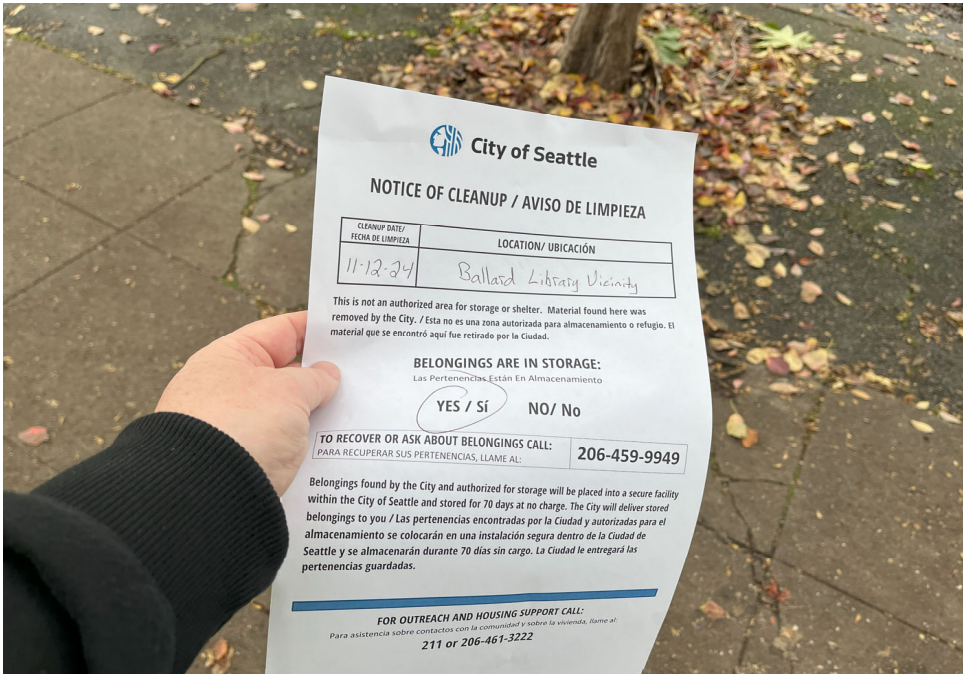 City of Seattle
NOTICE OF CLEANUP / AVISO DE LIMPIEZA
CLEANUP DATE/
FECHA DE LIMPIEZA
LOCATION/ UBICACIÓN
11-12-24
Ballard Library Vicinity
This is not an authorized area for storage or shelter. Material found here was
removed by the City. / Esta no es una zona autorizada para almacenamiento o refugio. El
material que se encontró aquí fue retirado por la Ciudad.
BELONGINGS ARE IN STORAGE:
Las Pertenencias Están En Almacenamiento
YES / Sí NO/ No
TO RECOVER OR ASK ABOUT BELONGINGS CALL:
PARA RECUPERAR SUS PERTENENCIAS, LLAME AL:
206-459-9949
Belongings found by the City and authorized for storage will be placed into a secure facility
within the City of Seattle and stored for 70 days at no charge. The City will deliver stored
belongings to you / Las pertenencias encontradas por la Ciudad y autorizadas para el
almacenamiento se colocarán en una instalación segura dentro de la Ciudad de
Seattle y se almacenarán durante 70 días sin cargo. La Ciudad le entregará las
pertenencias guardadas.
FOR OUTREACH AND HOUSING SUPPORT CALL:
Para asistencia sobre contactos con la comunidad y sobre la vivienda, llame al:
211 or 206-461-3222